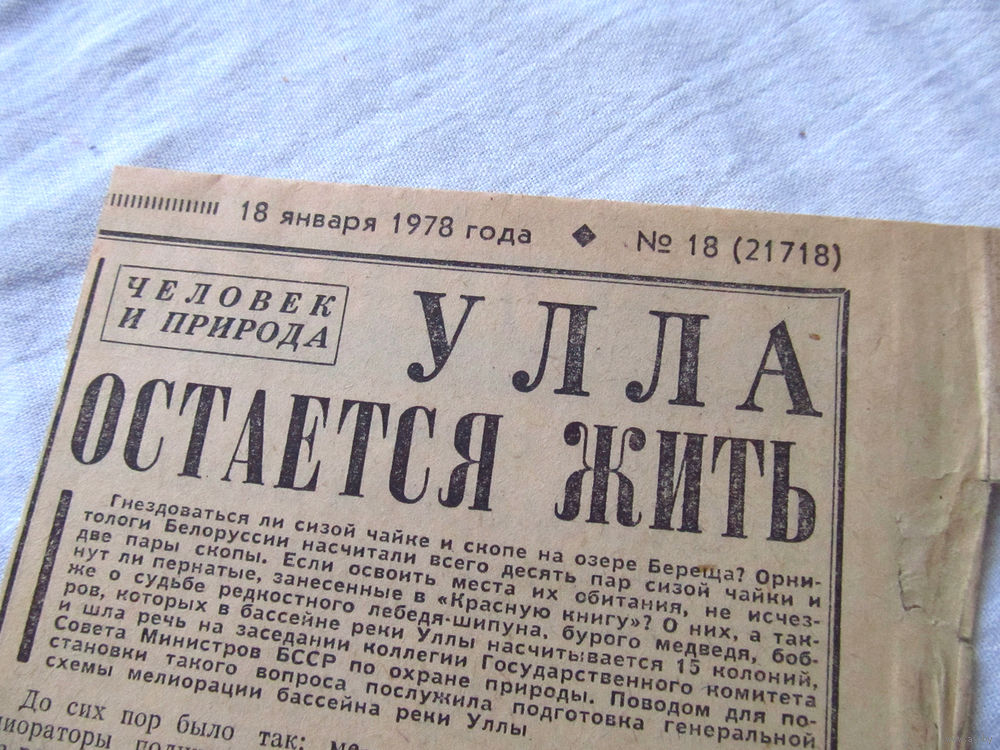 18 января 1978 года ◆ № 18 (21718)
ЧЕЛОВЕК
И ПРИРОДА
УЛЛА
ОСТАЕТСЯ ЖИТЬ
Гнездоваться ли сизой чайке и скопе на озере Береща? Орни-
тологи Белоруссии насчитали всего десять пар сизой чайки и
две пары скопы. Если освоить места их обитания, не исчез-
нут ли пернатые, занесенные в «Красную книгу»? О них, а так-
же о судьбе редкостного лебедя-шипуна, бурого медведя, боб-
ров, которых в бассейне реки Уллы насчитывается 15 колоний,
и шла речь на заседании коллегии Государственного комитета
Совета Министров БССР по охране природы. Поводом для по-
становки такого вопроса послужила подготовка генеральной
схемы мелиорации бассейна реки Уллы
До сих пор было так: ме